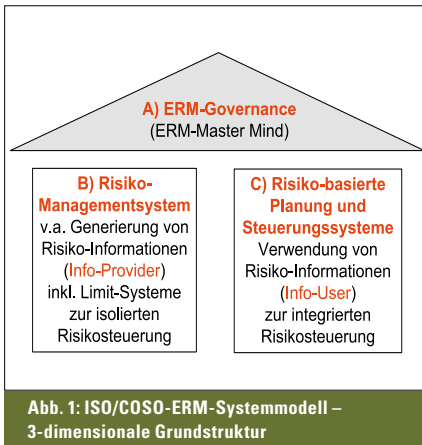 A) ERM-Governance
(ERM-Master Mind)
B) Risiko-
Managementsystem
v.a. Generierung von
Risiko-Informationen
(Info-Provider)
inkl. Limit-Systeme
zur isolierten
Risikosteuerung
C) Risiko-basierte
Planung und
Steuerungssysteme
Verwendung von
Risiko-Informationen
(Info-User)
zur integrierten
Risikosteuerung
Abb. 1: ISO/COSO-ERM-Systemmodell –
3-dimensionale Grundstruktur